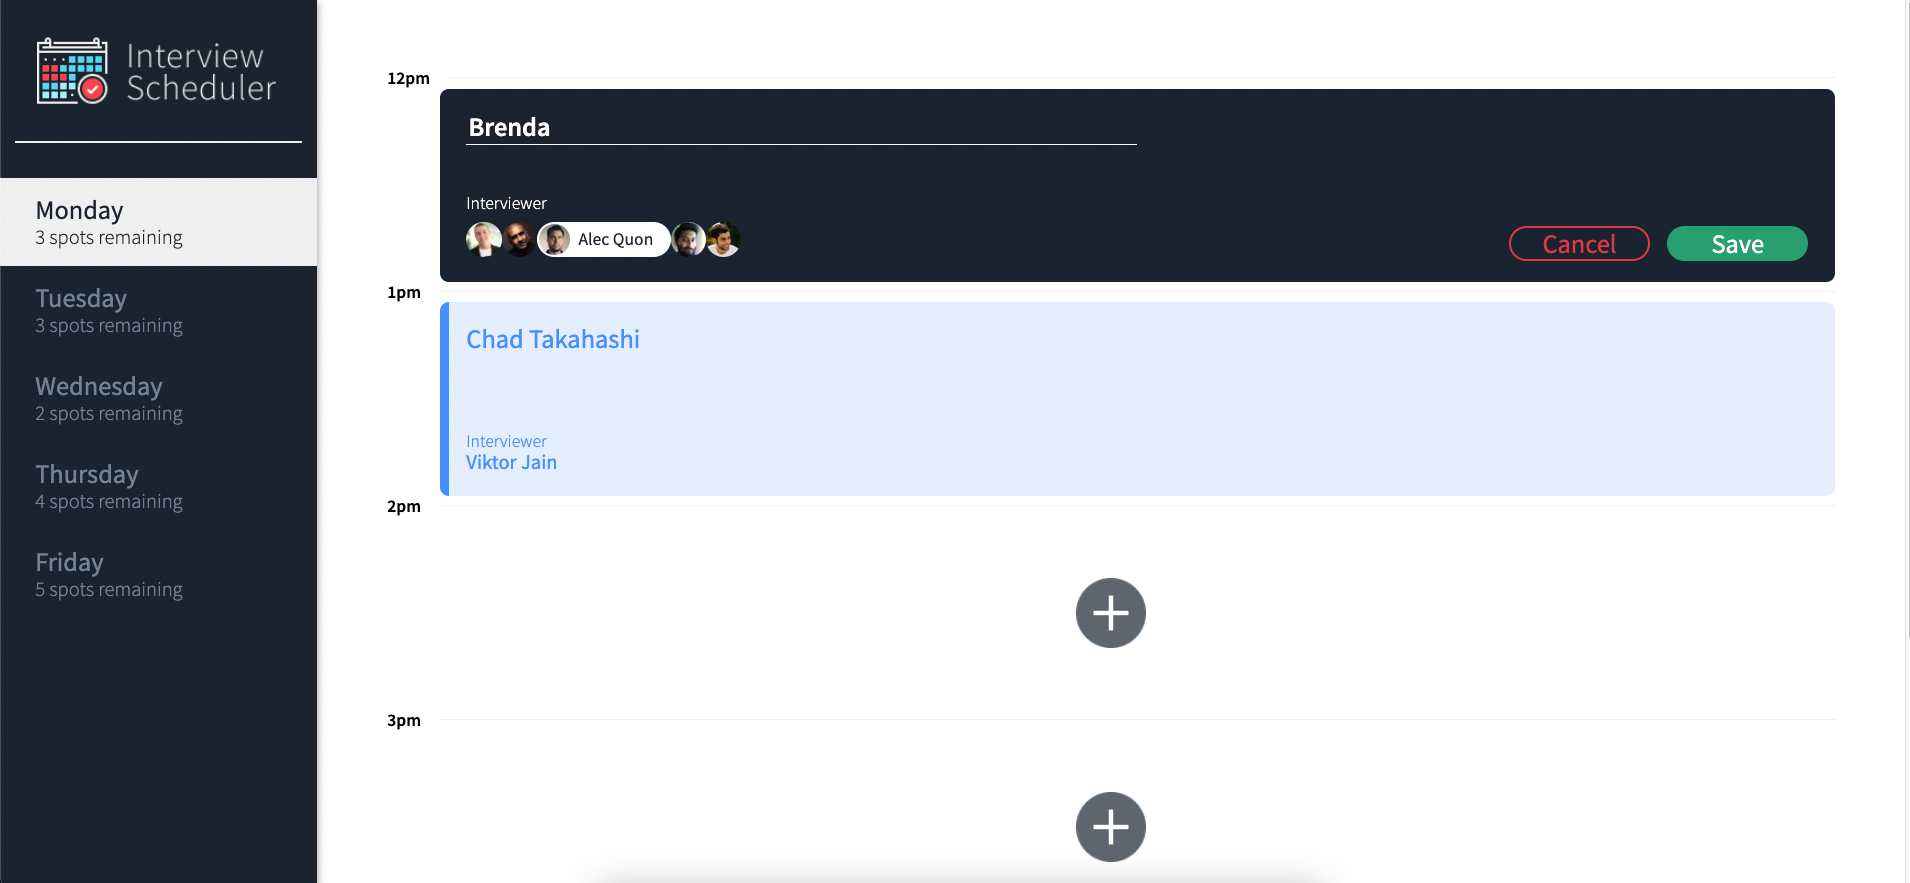 Interview
Scheduler
Monday
3 spots remaining
Tuesday
3 spots remaining
Wednesday
2 spots remaining
Thursday
4 spots remaining
Friday
5 spots remaining
12pm
Brenda
Interviewer
Alec Quon
Cancel
Save
1pm
Chad Takahashi
Interviewer
Viktor Jain
2pm
3pm